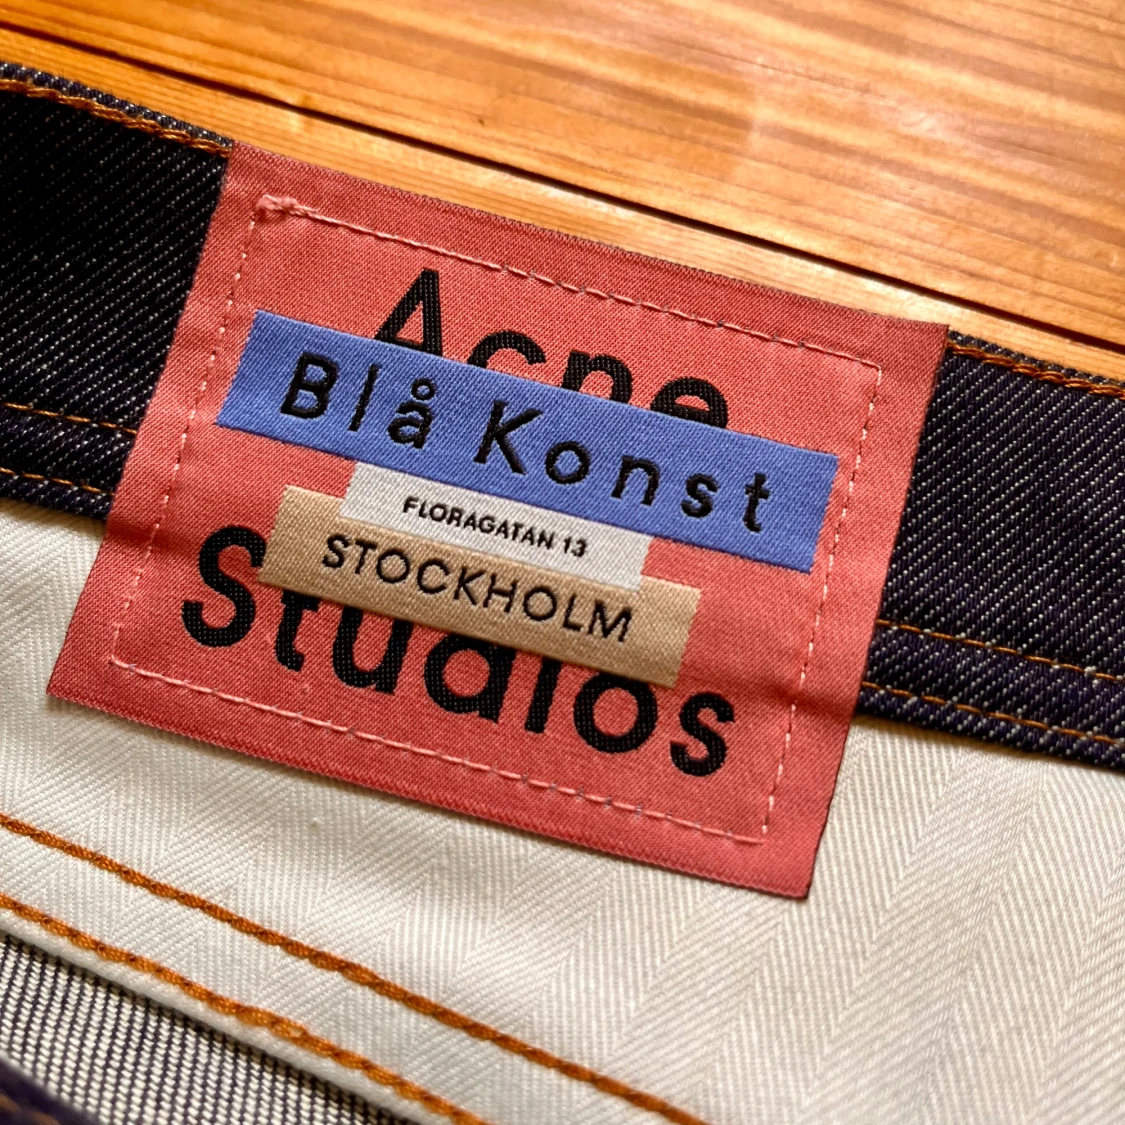 Acne
Blå Konst
FLORAGATAN 13
STOCKHOLM
Studios